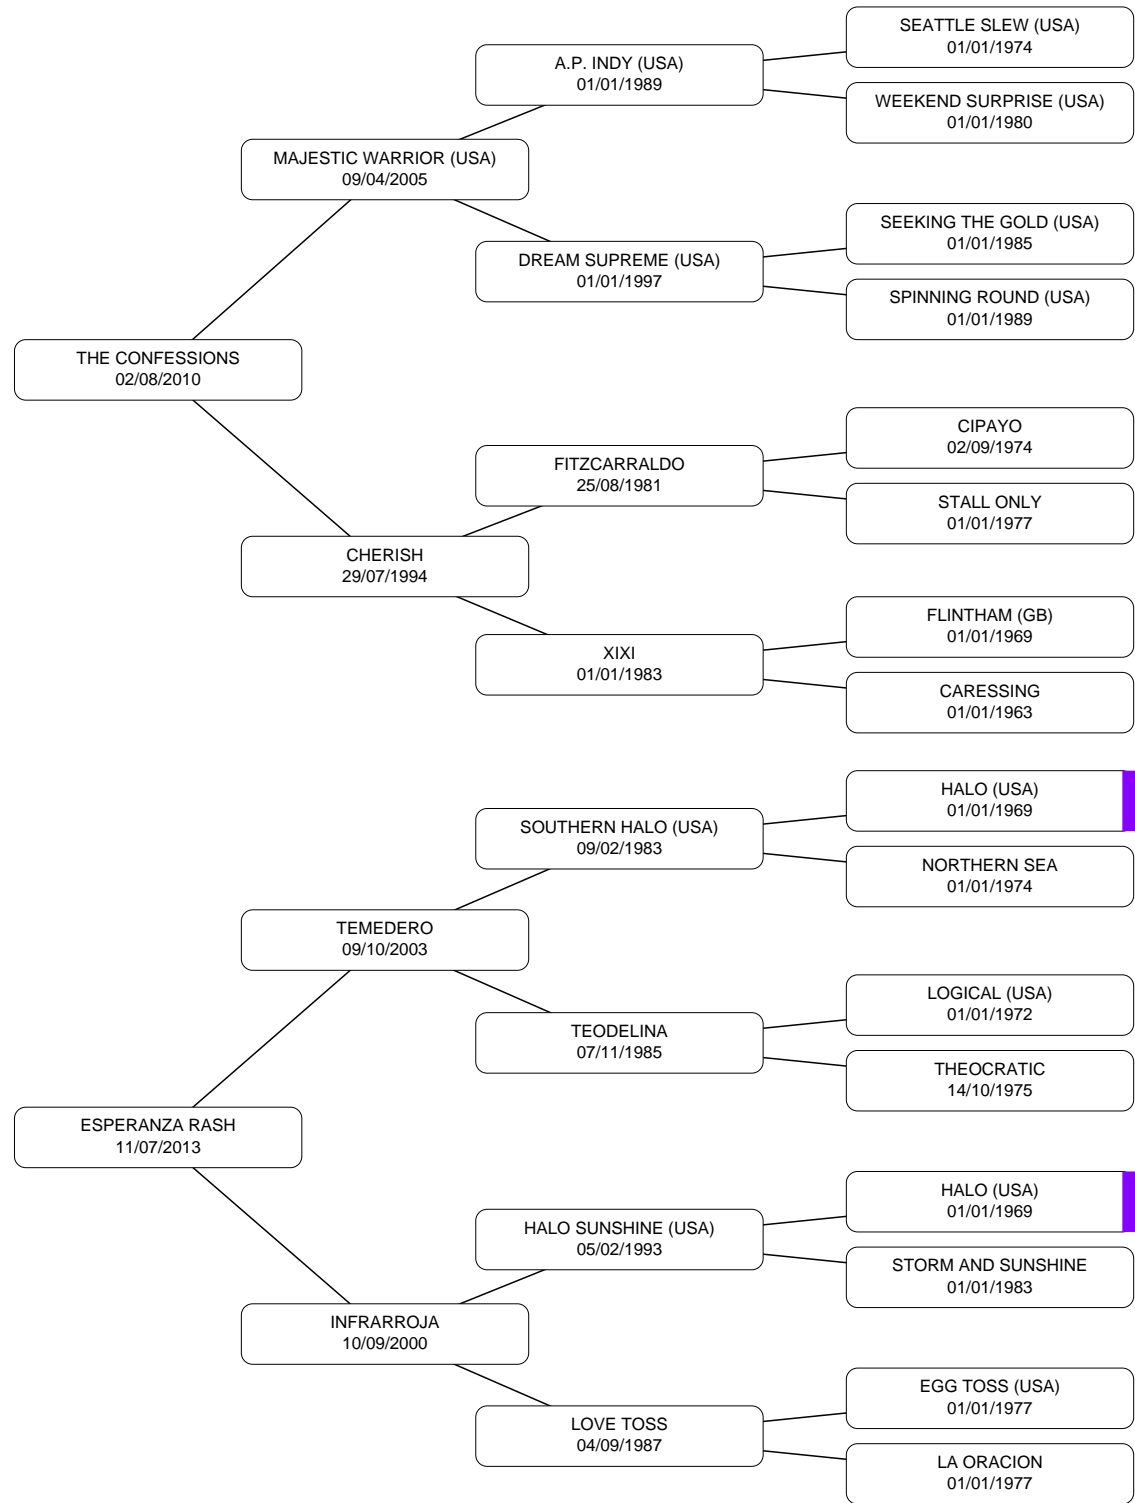 SEATTLE SLEW (USA)
01/01/1974
A.P. INDY (USA)
01/01/1989
WEEKEND SURPRISE (USA)
01/01/1980
MAJESTIC WARRIOR (USA)
09/04/2005
SEEKING THE GOLD (USA)
01/01/1985
DREAM SUPREME (USA)
01/01/1997
SPINNING ROUND (USA)
01/01/1989
THE CONFESSIONS
02/08/2010
CIPAYO
02/09/1974
FITZCARRALDO
25/08/1981
STALL ONLY
01/01/1977
CHERISH
29/07/1994
FLINTHAM (GB)
01/01/1969
XIXI
01/01/1983
CARESSING
01/01/1963
HALO (USA)
01/01/1969
SOUTHERN HALO (USA)
09/02/1983
NORTHERN SEA
01/01/1974
TEMEDERO
09/10/2003
LOGICAL (USA)
01/01/1972
TEODELINA
07/11/1985
THEOCRATIC
14/10/1975
ESPERANZA RASH
11/07/2013
HALO (USA)
01/01/1969
HALO SUNSHINE (USA)
05/02/1993
STORM AND SUNSHINE
01/01/1983
INFRARROJA
10/09/2000
EGG TOSS (USA)
01/01/1977
LOVE TOSS
04/09/1987
LA ORACION
01/01/1977